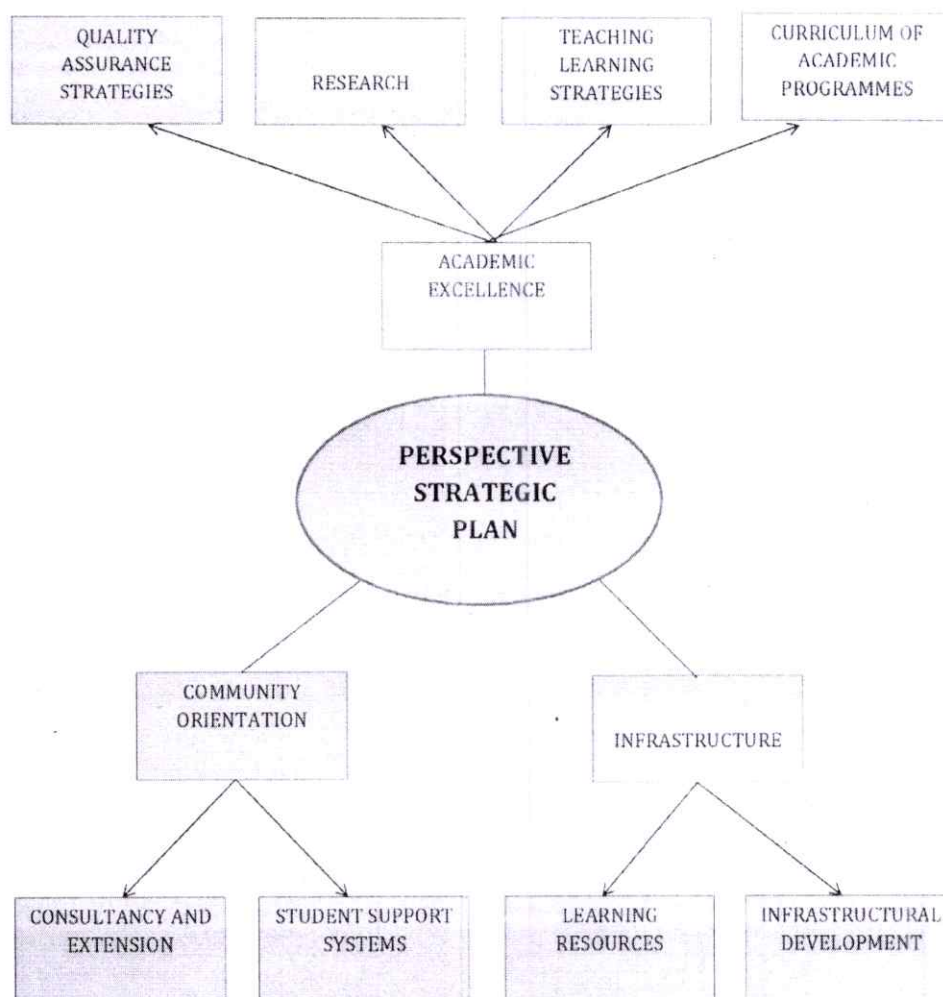 QUALITY
ASSURANCE
STRATEGIES
RESEARCH
TEACHING
LEARNING
STRATEGIES
CURRICULUM OF
ACADEMIC
PROGRAMMES
ACADEMIC
EXCELLENCE
PERSPECTIVE
STRATEGIC
PLAN
COMMUNITY
ORIENTATION
INFRASTRUCTURE
CONSULTANCY AND
EXTENSION
STUDENT SUPPORT
SYSTEMS
LEARNING
RESOURCES
INFRASTRUCTURAL
DEVELOPMENT